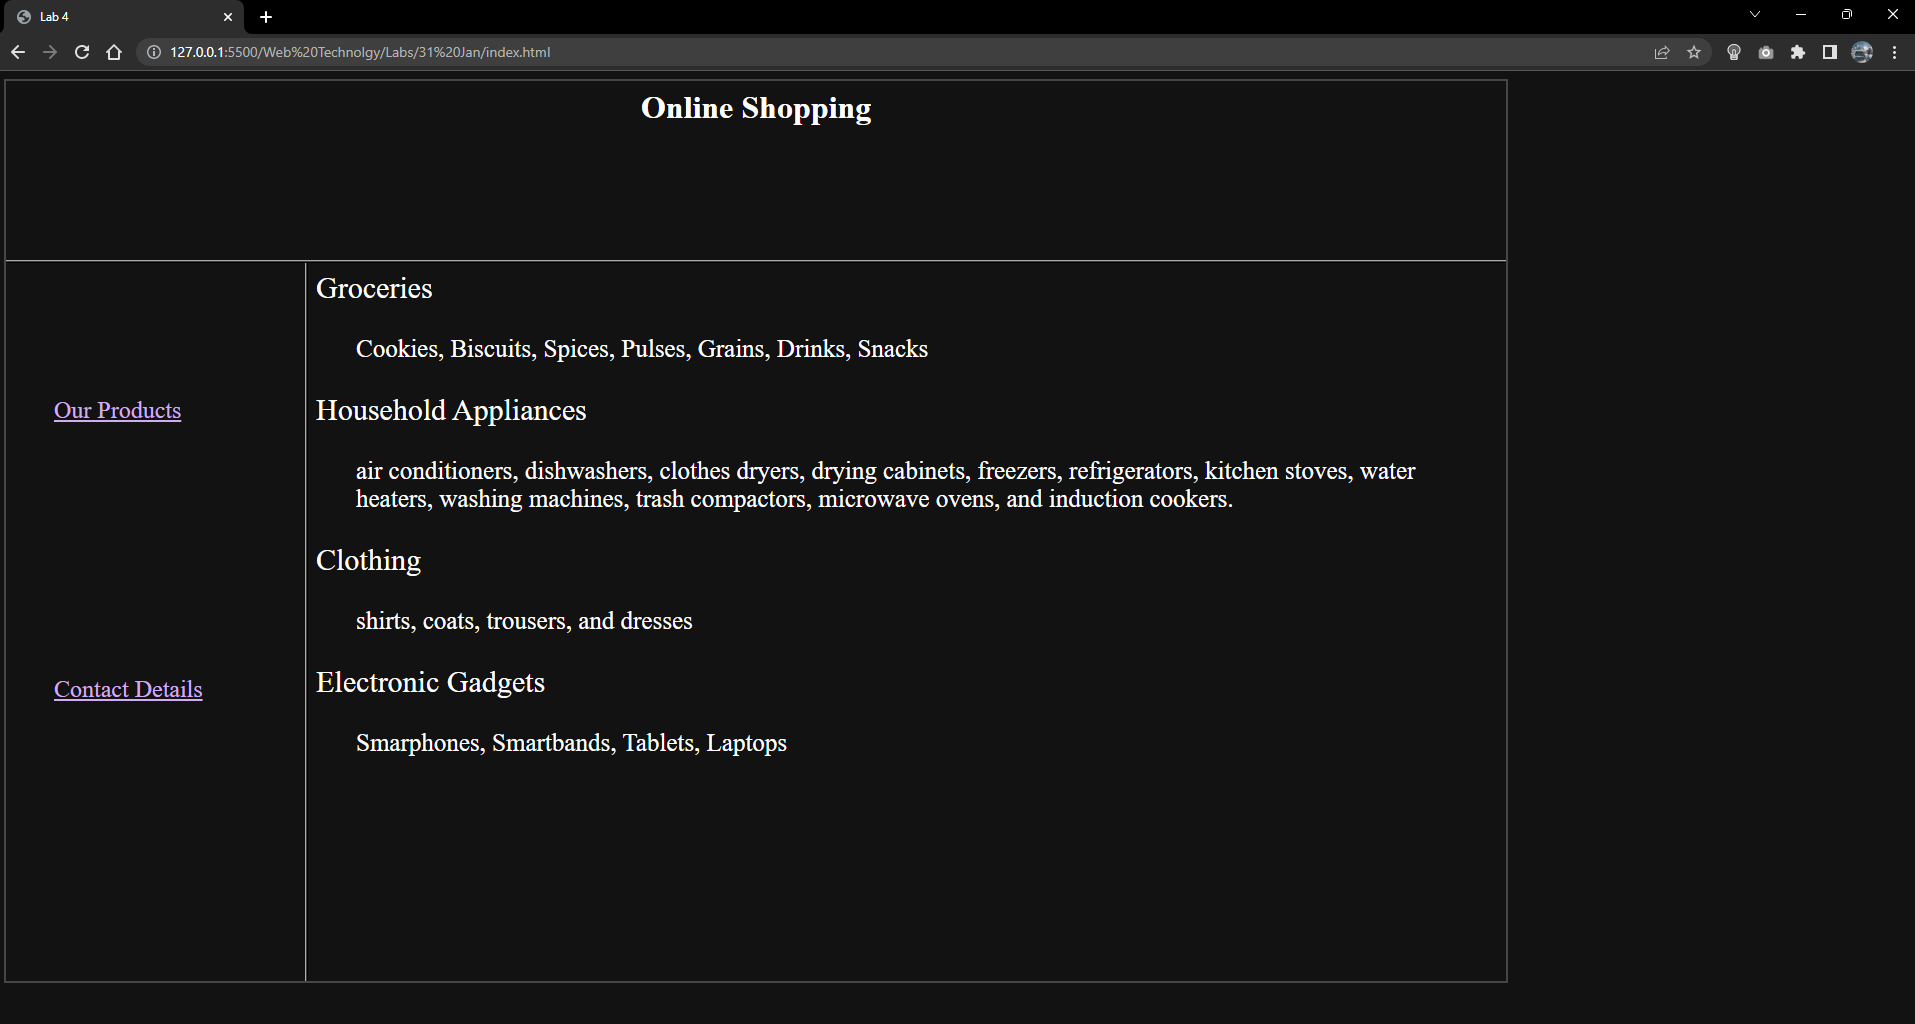 Lab 4
127.0.0.1:5500/Web%20Technolgy/Labs/31%20Jan/index.html
Online Shopping
Groceries
Cookies, Biscuits, Spices, Pulses, Grains, Drinks, Snacks
Our Products
Household Appliances
air conditioners, dishwashers, clothes dryers, drying cabinets, freezers, refrigerators, kitchen stoves, water
heaters, washing machines, trash compactors, microwave ovens, and induction cookers.
Clothing
shirts, coats, trousers, and dresses
Contact Details
Electronic Gadgets
Smarphones, Smartbands, Tablets, Laptops